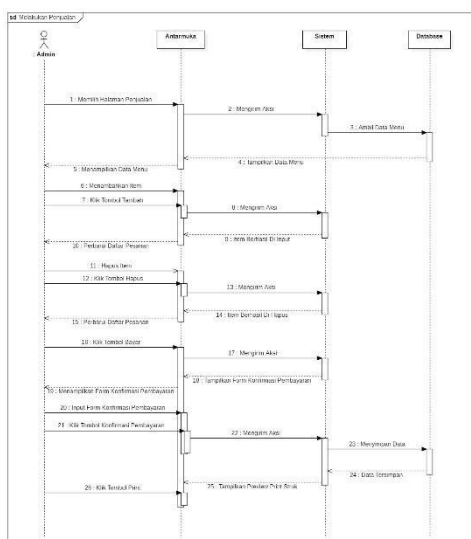 sd Melakukan Penjualan
Admin
Antarmuka
Sistem
Database
1 : Memilih Halaman Penjualan
2 : Mengirim Aksi
3 : Ambil Data Menu
4 : Tampilkan Data Menu
5 : Menampilkan Data Menu
6 : Menambahkan Item
7 : Klik Tombol Tambah
8 : Mengirim Aksi
9 : Item Berhasil Di Input
10 : Perbarui Daftar Pesanan
11 : Hapus Item
12 : Klik Tombol Hapus
13 : Mengirim Aksi
14 : Item Berhasil Di Hapus
15 : Perbarui Daftar Pesanan
16 : Klik Tombol Bayar
17 : Mengirim Aksi
18 : Tampilkan Form Konfirmasi Pembayaran
19 : Menampilkan Form Konfirmasi Pembayaran
20 : Input Form Konfirmasi Pembayaran
21 : Klik Tombol Konfirmasi Pembayaran
22 : Mengirim Aksi
23 : Menyimpan Data
24 : Data Tersimpan
25 : Tampilkan Preview Print Struk
26 : Klik Tombol Print